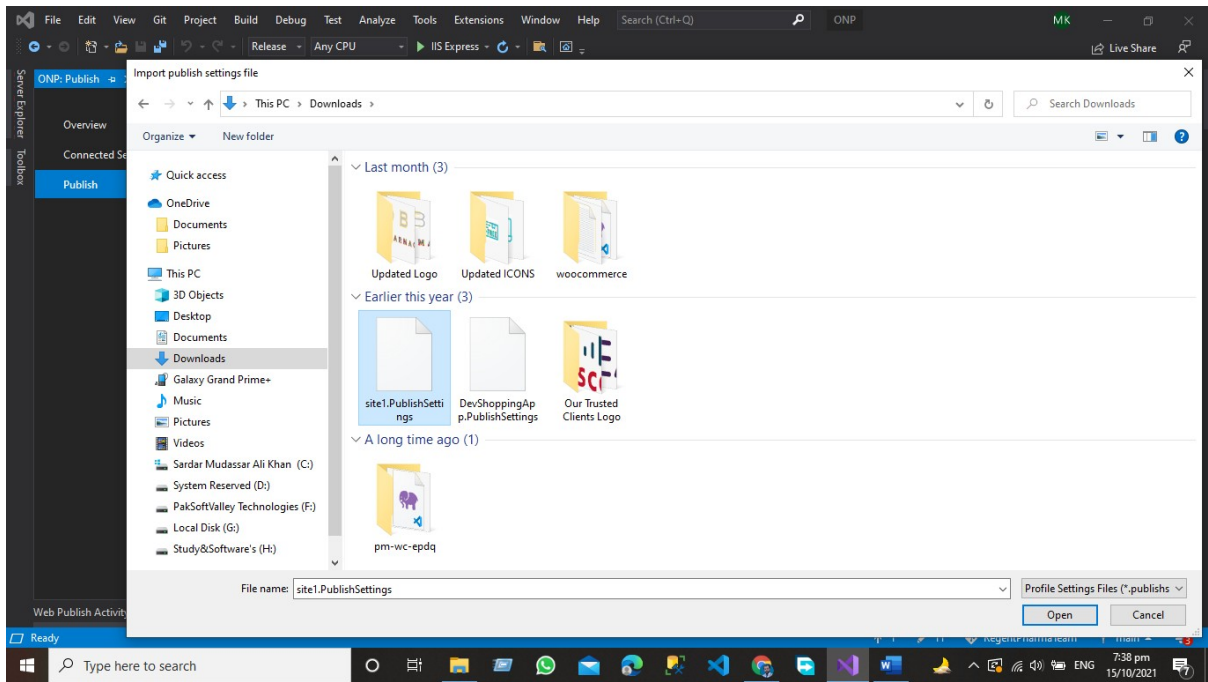 File Edit View Git Project Build Debug Test Analyze Tools Extensions Window Help Search (Ctrl+Q) ONP MK
Release Any CPU IIS Express Live Share
Server Explorer
Toolbox
ONP: Publish
Overview
Connected Se
Publish
Web Publish Activity
Import publish settings file
This PC > Downloads >
Search Downloads
Organize New folder
Quick access
OneDrive
Documents
Pictures
This PC
3D Objects
Desktop
Documents
Downloads
Galaxy Grand Prime+
Music
Pictures
Videos
Sardar Mudassar Ali Khan (C:)
System Reserved (D:)
PakSoftValley Technologies (F:)
Local Disk (G:)
Study&Software's (H:)
Last month (3)
Updated Logo
Updated ICONS
woocommerce
Earlier this year (3)
site1.PublishSetti
ngs
DevShoppingAp
p.PublishSettings
Our Trusted
Clients Logo
A long time ago (1)
pm-wc-epdq
File name: site1.PublishSettings
Profile Settings Files (*.publishs
Open Cancel
Ready
Type here to search
ENG
7:38 pm
15/10/2021